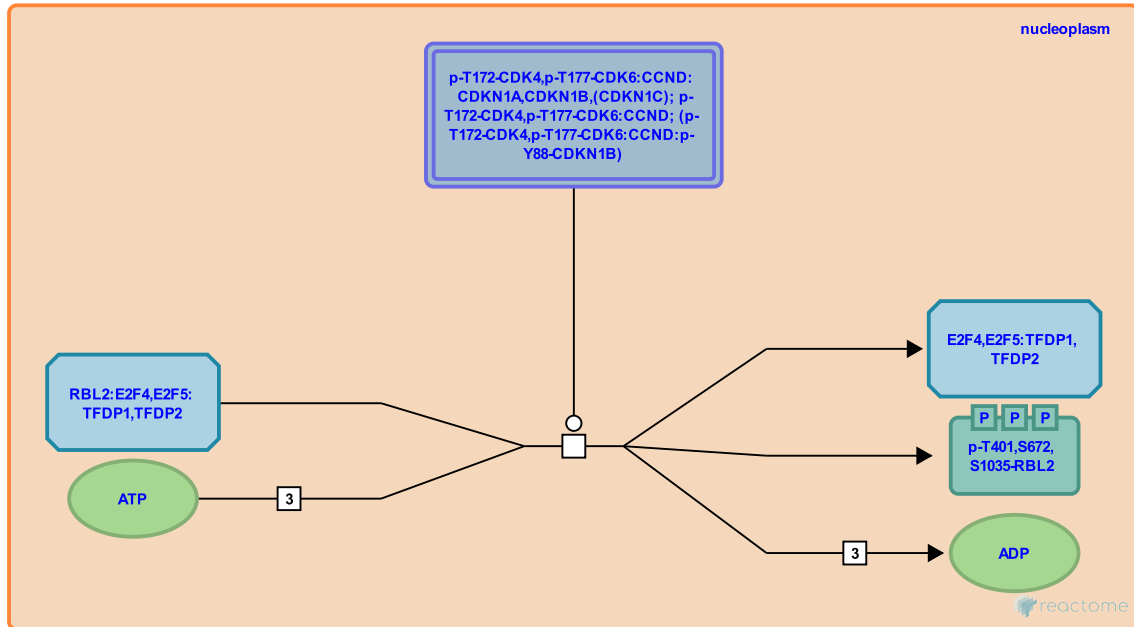 nucleoplasm
p-T172-CDK4,p-T177-CDK6:CCND:
CDKN1A,CDKN1B,(CDKN1C); p-
T172-CDK4,p-T177-CDK6:CCND; (p-
T172-CDK4,p-T177-CDK6:CCND:p-
Y88-CDKN1B)
E2F4,E2F5:TFDP1,
TFDP2
RBL2:E2F4,E2F5:
TFDP1,TFDP2
P P P
p-T401,S672,
S1035-RBL2
ATP
3
3
ADP
reactome